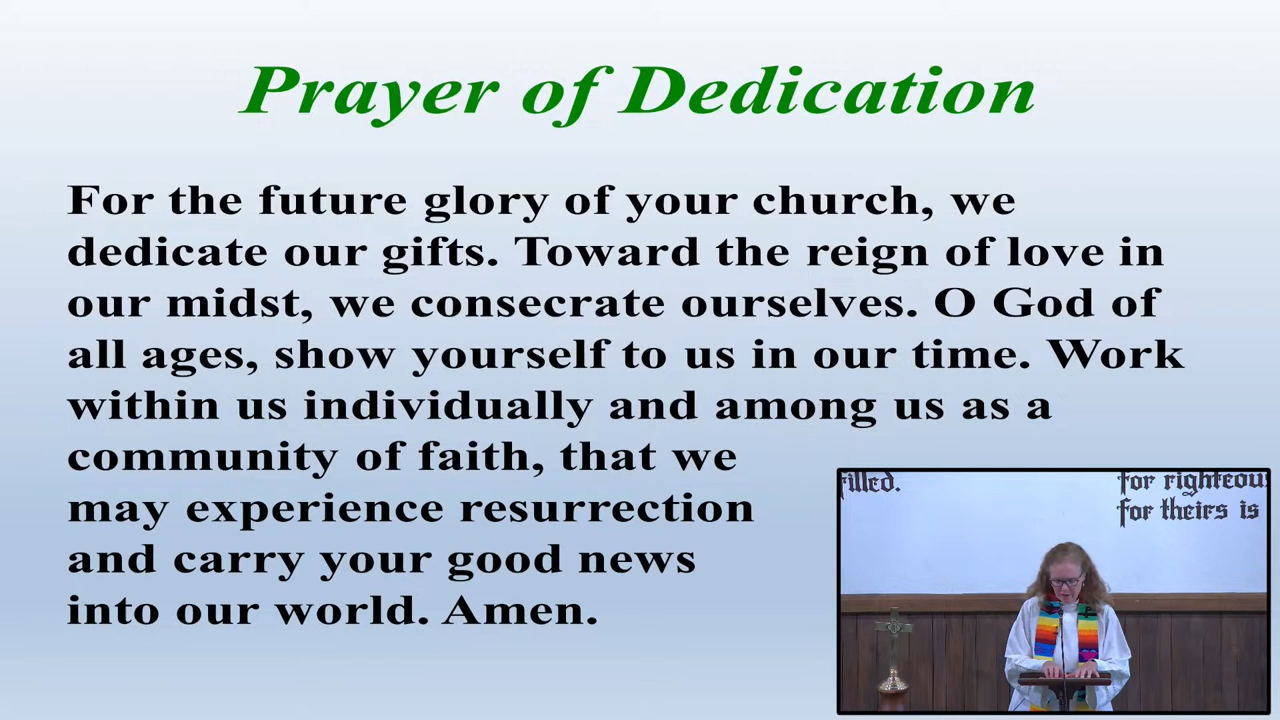 Prayer of Dedication
For the future glory of your church, we
dedicate our gifts. Toward the reign of love in
our midst, we consecrate ourselves. O God of
all ages, show yourself to us in our time. Work
within us individually and among us as a
community of faith, that we
may experience resurrection
and carry your good news
into our world. Amen.
filled.
for righteou
for theirs is